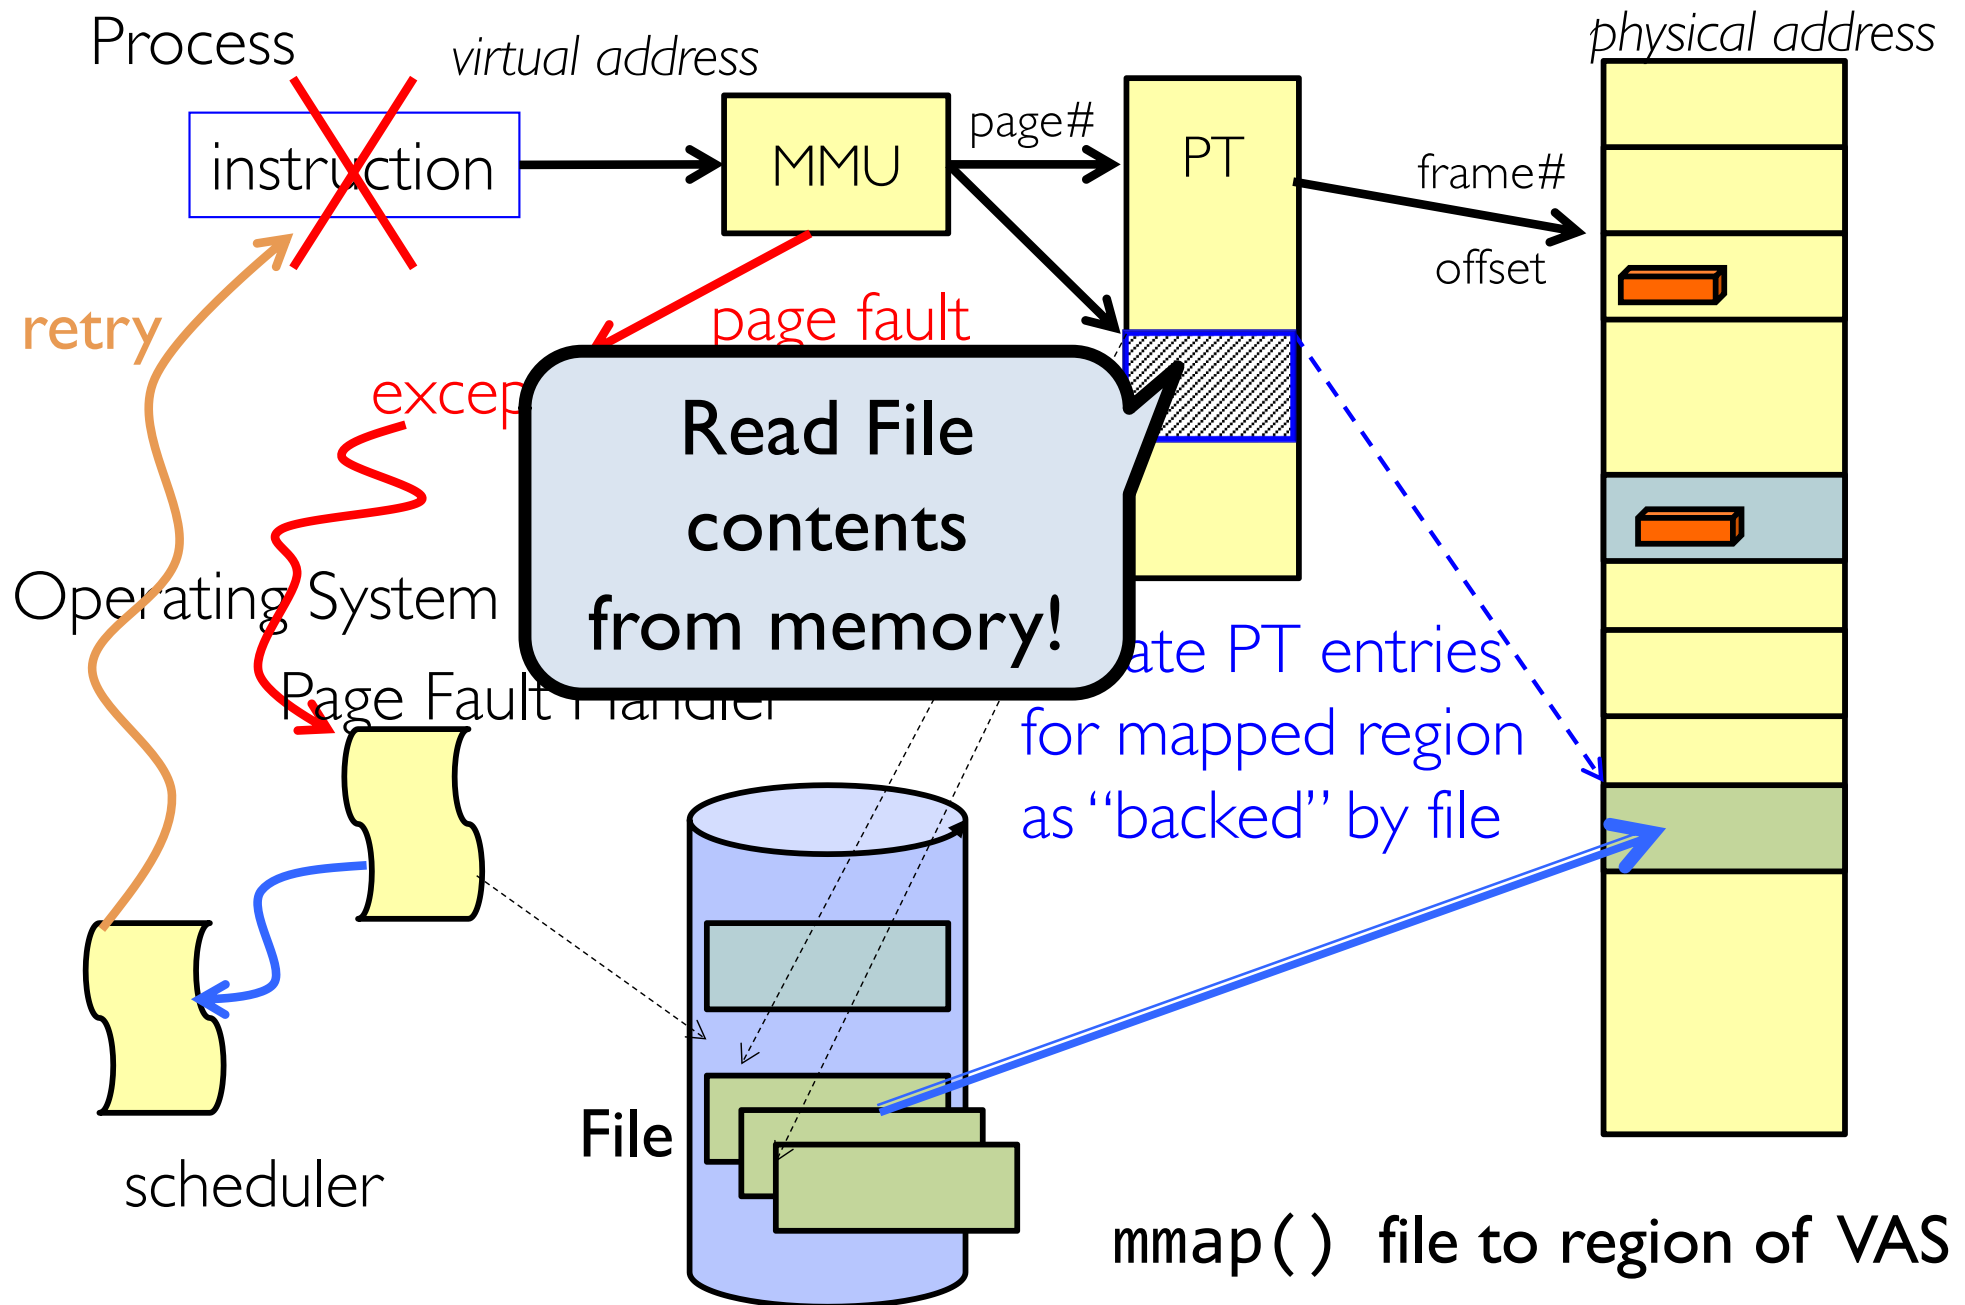 Process
virtual address
physical address
instruction
MMU
page#
PT
frame#
offset
retry
page fault
excep
Read File
contents
from memory!
Operating System
Page Fault Handler
ate PT entries
for mapped region
as “backed” by file
File
scheduler
mmap() file to region of VAS